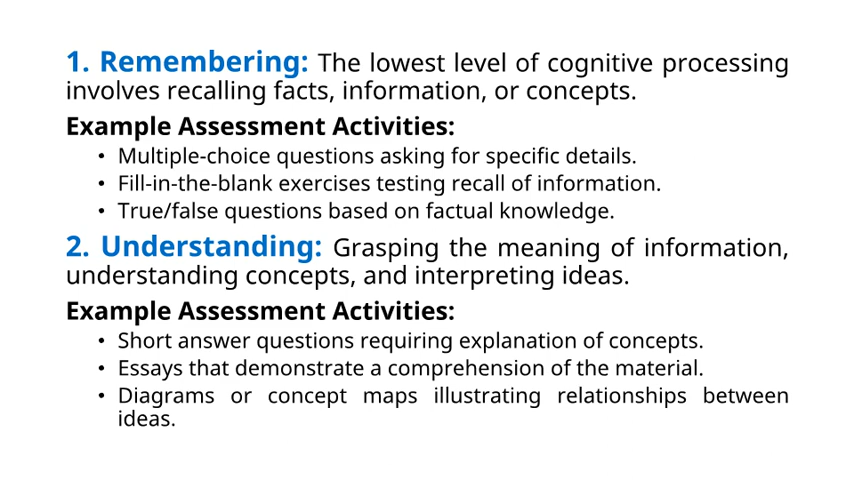 1. Remembering: The lowest level of cognitive processing
involves recalling facts, information, or concepts.
Example Assessment Activities:
• Multiple-choice questions asking for specific details.
• Fill-in-the-blank exercises testing recall of information.
• True/false questions based on factual knowledge.
2. Understanding: Grasping the meaning of information,
understanding concepts, and interpreting ideas.
Example Assessment Activities:
• Short answer questions requiring explanation of concepts.
• Essays that demonstrate a comprehension of the material.
• Diagrams or concept maps illustrating relationships between
ideas.